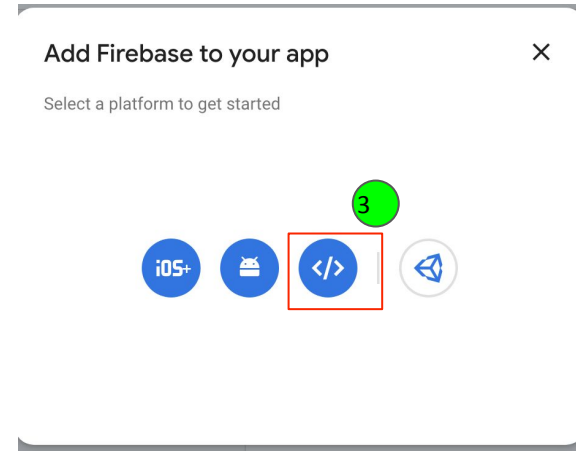 Add Firebase to your app
Select a platform to get started
3
iOS+
</>